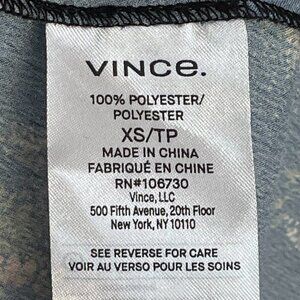 VINCE.
100% POLYESTER/
POLYESTER
XS/TP
MADE IN CHINA
FABRIQUÉ EN CHINE
RN#106730
Vince, LLC
500 Fifth Avenue, 20th Floor
New York, NY 10110
SEE REVERSE FOR CARE
VOIR AU VERSO POUR LES SOINS